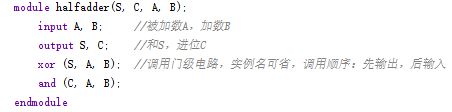 module halfadder(S, C, A, B);
input A, B; //被加数A，加数B
output S, C; //和S，进位C
xor (S, A, B); //调用门级电路，实例名可省，调用顺序：先输出，后输入
and (C, A, B);
endmodule